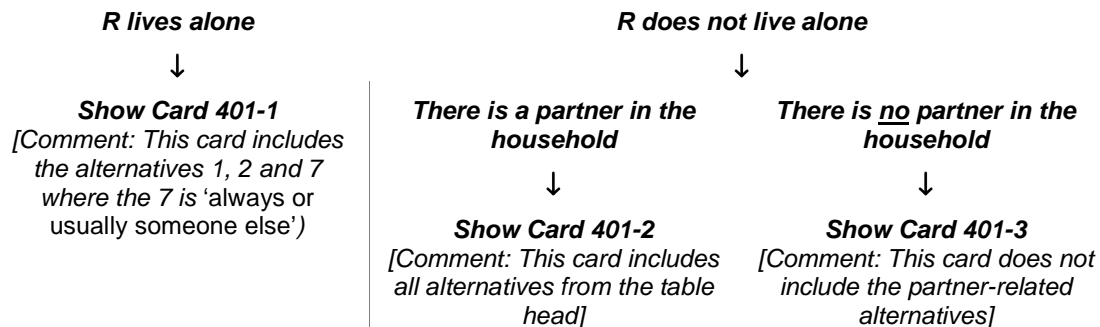 R lives alone
R does not live alone
↓
↓
Show Card 401-1
[Comment: This card includes
the alternatives 1, 2 and 7
where the 7 is ‘always or
usually someone else’)
There is a partner in the
household
↓
Show Card 401-2
[Comment: This card includes
all alternatives from the table
head]
There is no partner in the
household
↓
Show Card 401-3
[Comment: This card does not
include the partner-related
alternatives]